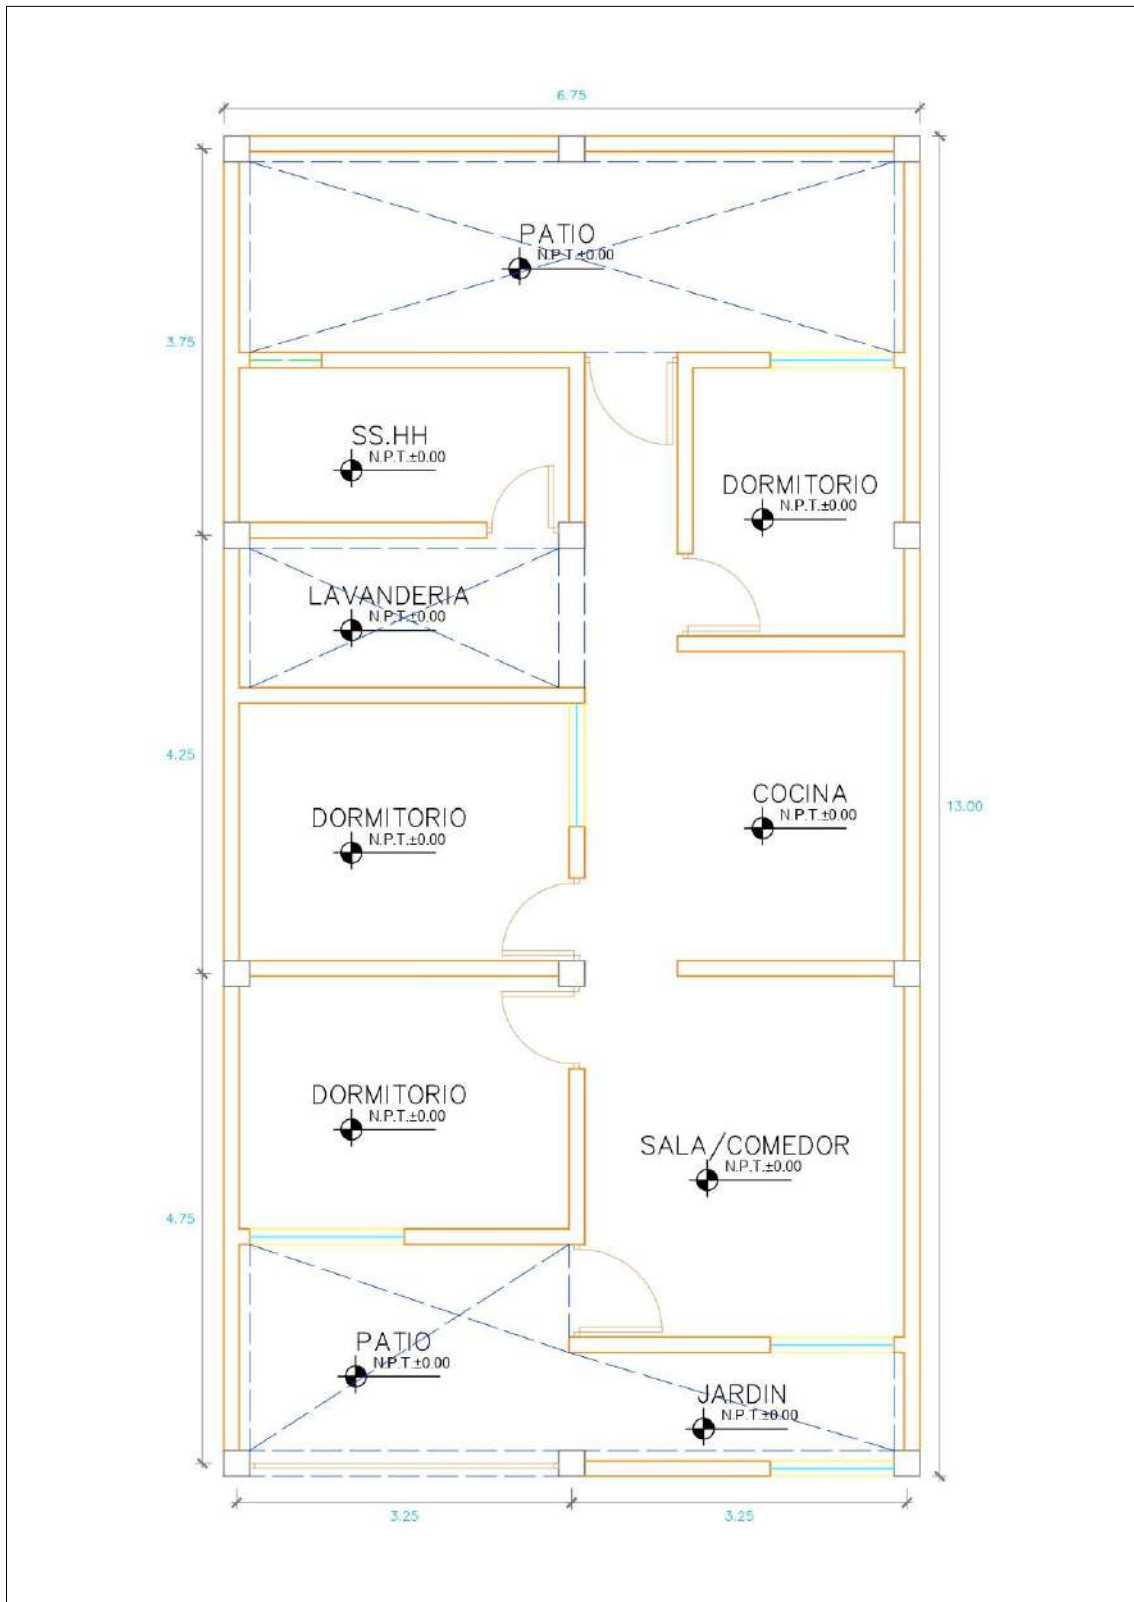 6.75
PATIO
N.P.T.±0.00
3.75
SS.HH
N.P.T.±0.00
DORMITORIO
N.P.T.±0.00
LAVANDERIA
N.P.T.±0.00
4.25
DORMITORIO
N.P.T.±0.00
COCINA
N.P.T.±0.00
13.00
DORMITORIO
N.P.T.±0.00
SALA/COMEDOR
N.P.T.±0.00
4.75
PATIO
N.P.T.±0.00
JARDIN
N.P.T.±0.00
3.25
3.25